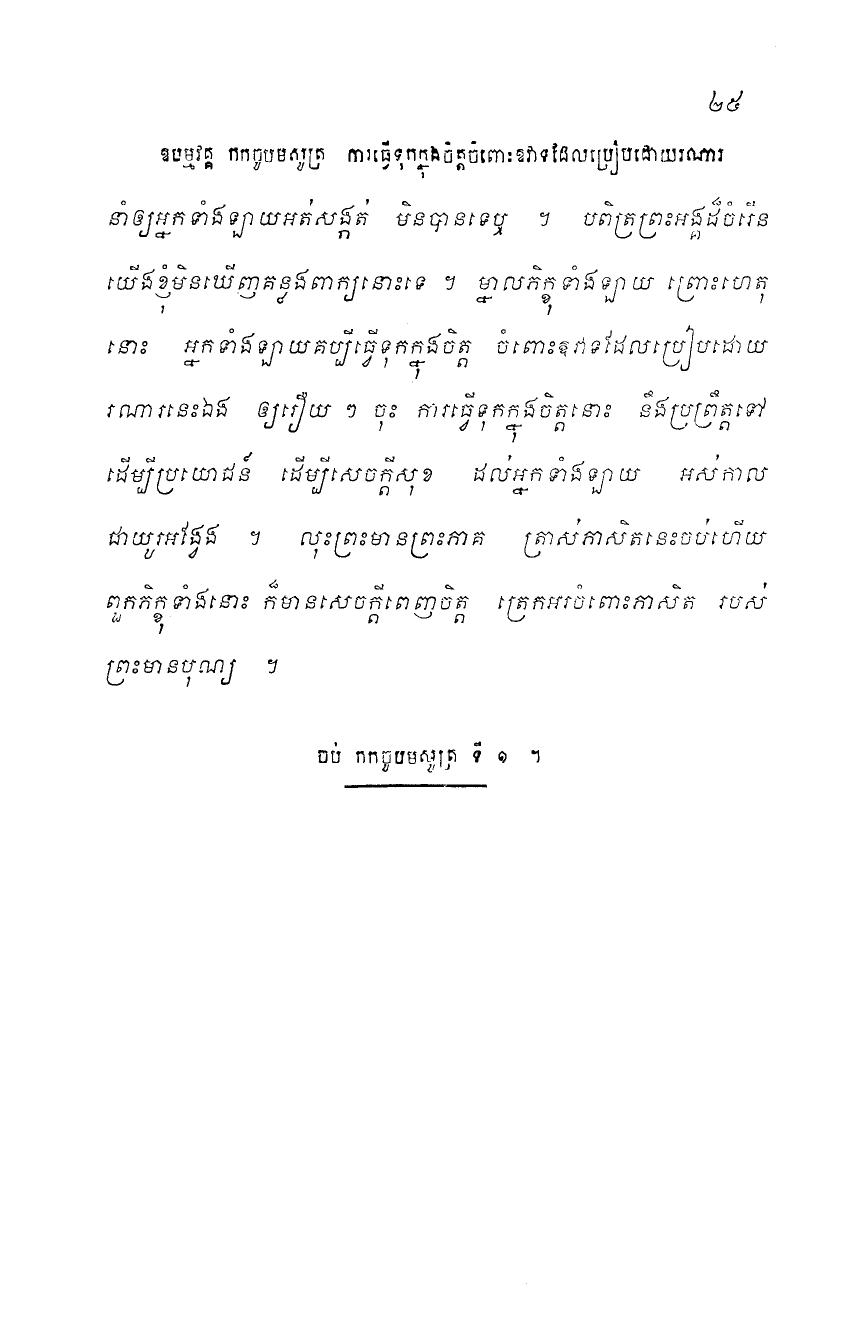 ២៥
ឱបម្មវគ្គ កកចូបមសូត្រ ការធ្វើទុកក្នុងចិត្តចំពោះឱវាទដែលប្រៀបដោយរណារ
នាំឲ្យអ្នកទាំងឡាយអត់សង្កត់ មិនបានទេឬ ។ បពិត្រព្រះអង្គដ៏ចំរើន
យើងខ្ញុំមិនឃើញគន្លងពាក្យនោះទេ ។ ម្នាលភិក្ខុទាំងឡាយ ព្រោះហេតុ
នោះ អ្នកទាំងឡាយគប្បីធ្វើទុកក្នុងចិត្ត ចំពោះឱវាទដែលប្រៀបដោយ
រណារនេះឯង ឲ្យរឿយ ៗ ចុះ ការធ្វើទុកក្នុងចិត្តនោះ នឹងប្រព្រឹត្តទៅ
ដើម្បីប្រយោជន៍ ដើម្បីសេចក្តីសុខ ដល់អ្នកទាំងឡាយ អស់កាល
ជាយូរអង្វែង ។ លុះព្រះមានព្រះភាគ ត្រាស់ភាសិតនេះចប់ហើយ
ពួកភិក្ខុទាំងនោះ ក៏មានសេចក្តីពេញចិត្ត ត្រេកអរចំពោះភាសិត របស់
ព្រះមានបុណ្យ ។
ចប់ កកចូបមសូត្រ ទី ១ ។